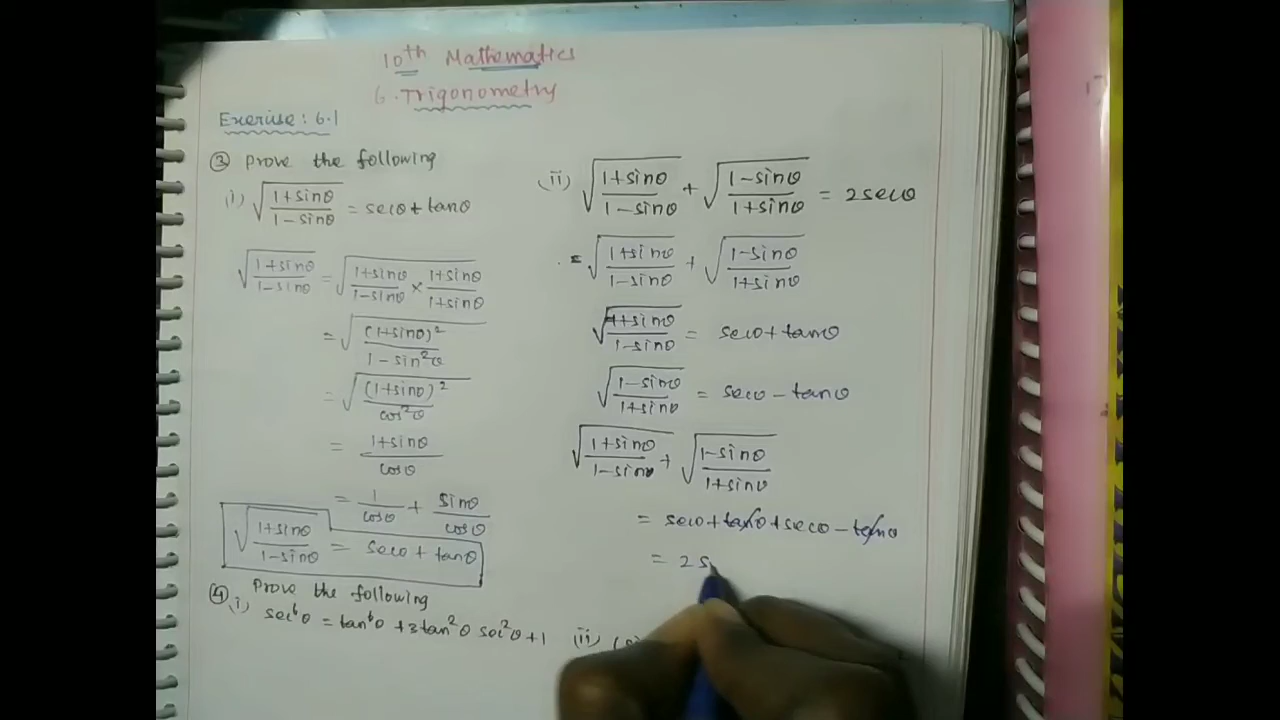 10th Mathematics
6. Trigonometry
Exercise: 6.1
③ Prove the following
i) √((1+sinθ)/(1-sinθ)) = secθ + tanθ
√((1+sinθ)/(1-sinθ)) = √((1+sinθ)/(1-sinθ) × (1+sinθ)/(1+sinθ))
= √((1+sinθ)²/(1-sin²θ))
= √((1+sinθ)²/cos²θ)
= (1+sinθ)/cosθ
= 1/cosθ + sinθ/cosθ
√((1+sinθ)/(1-sinθ)) = secθ + tanθ
④ Prove the following
(i) sec⁶θ = tan⁶θ + 3tan²θ sec²θ + 1
(ii) √((1+sinθ)/(1-sinθ)) + √((1-sinθ)/(1+sinθ)) = 2secθ
= √((1+sinθ)/(1-sinθ)) + √((1-sinθ)/(1+sinθ))
√((1+sinθ)/(1-sinθ)) = secθ + tanθ
√((1-sinθ)/(1+sinθ)) = secθ - tanθ
√((1+sinθ)/(1-sinθ)) + √((1-sinθ)/(1+sinθ))
= secθ + tanθ + secθ - tanθ
= 2s
(ii)